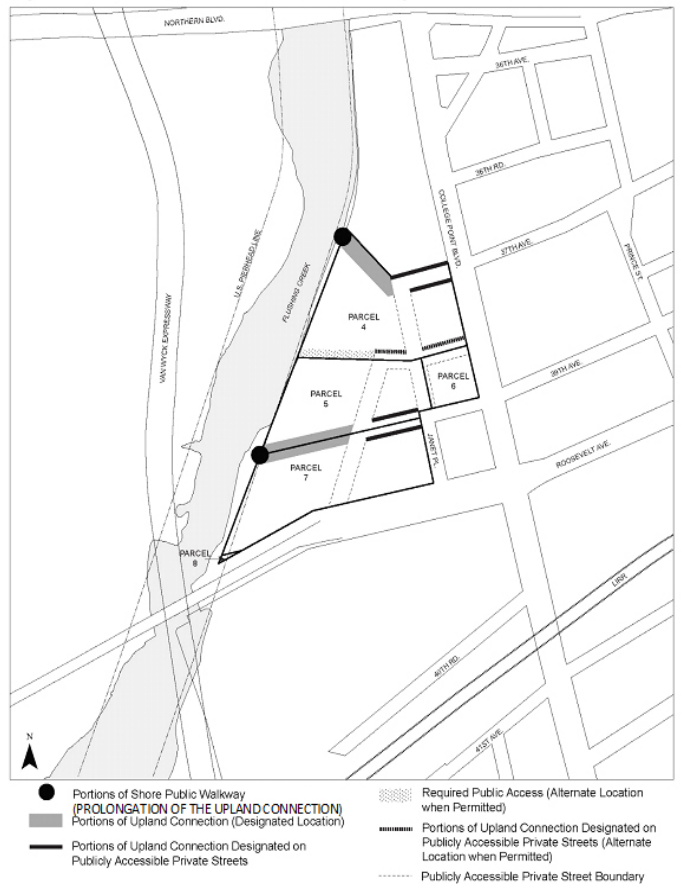 NORTHERN BLVD.
36TH AVE.
36TH RD.
COLLEGE POINT BLVD.
37TH AVE.
PRINCE ST.
U.S. PIERHEAD LINE
FLUSHING CREEK
VAN WYCK EXPRESSWAY
PARCEL
4
39TH AVE.
PARCEL
6
PARCEL
5
JANET PL.
ROOSEVELT AVE.
PARCEL
7
PARCEL
8
LIRR
40TH RD.
41ST AVE.
N
Portions of Shore Public Walkway
(PROLONGATION OF THE UPLAND CONNECTION)
Portions of Upland Connection (Designated Location)
Portions of Upland Connection Designated on
Publicly Accessible Private Streets
Required Public Access (Alternate Location
when Permitted)
Portions of Upland Connection Designated on
Publicly Accessible Private Streets (Alternate
Location when Permitted)
Publicly Accessible Private Street Boundary